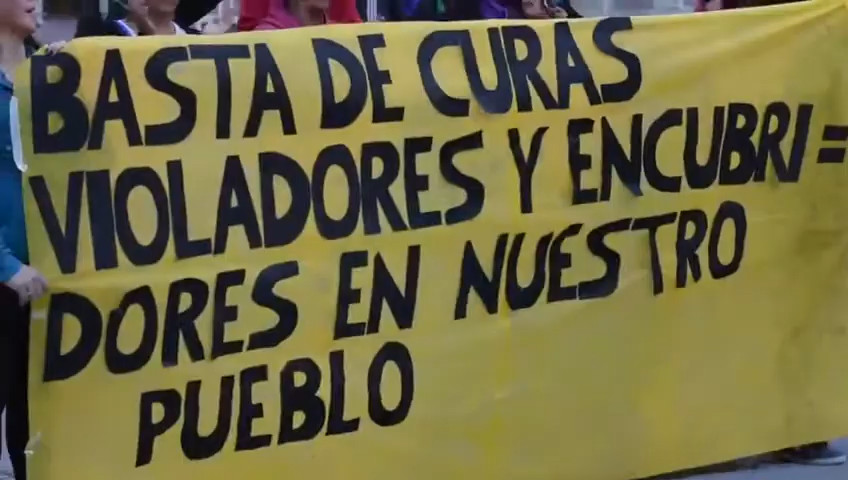 BASTA DE CURAS
VIOLADORES Y ENCUBRI=
DORES EN NUESTRO
PUEBLO